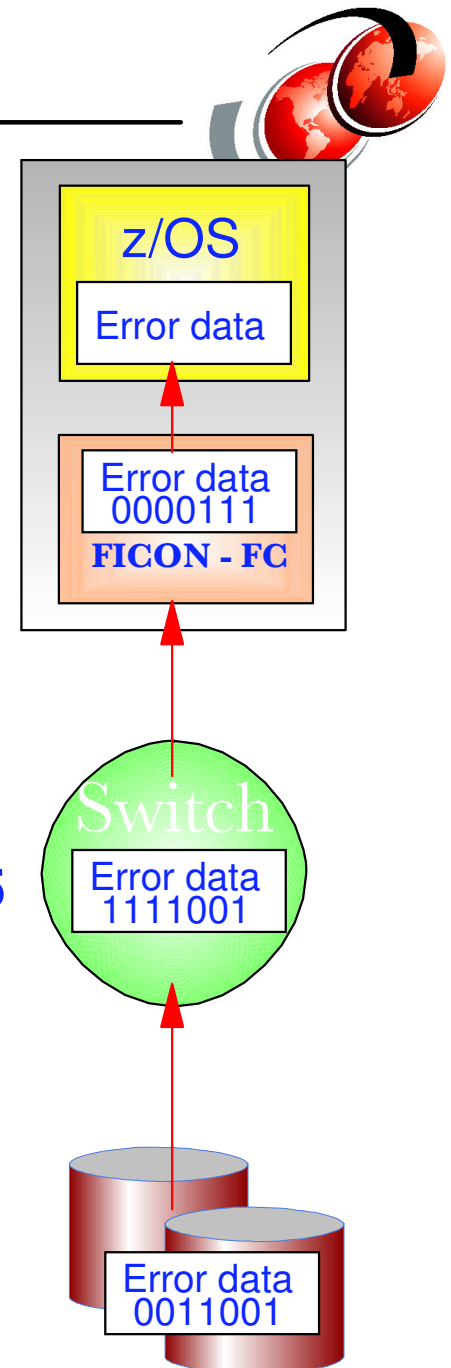 z/OS
Error data
Error data
0000111
FICON - FC
Switch
Error data
1111001
Error data
0011001